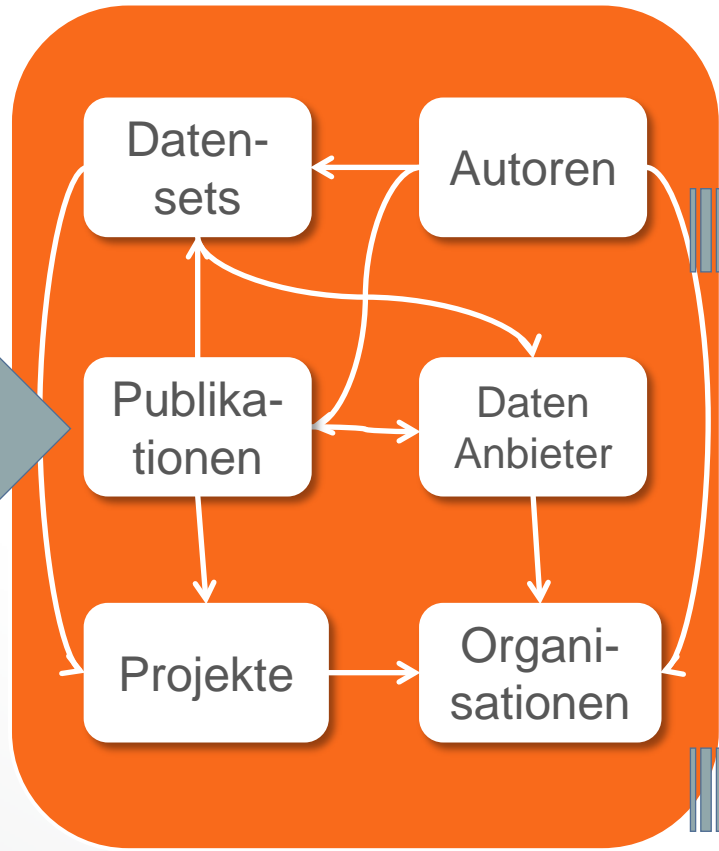 Daten-
sets
Autoren
Publika-
tionen
Daten
Anbieter
Projekte
Organi-
sationen